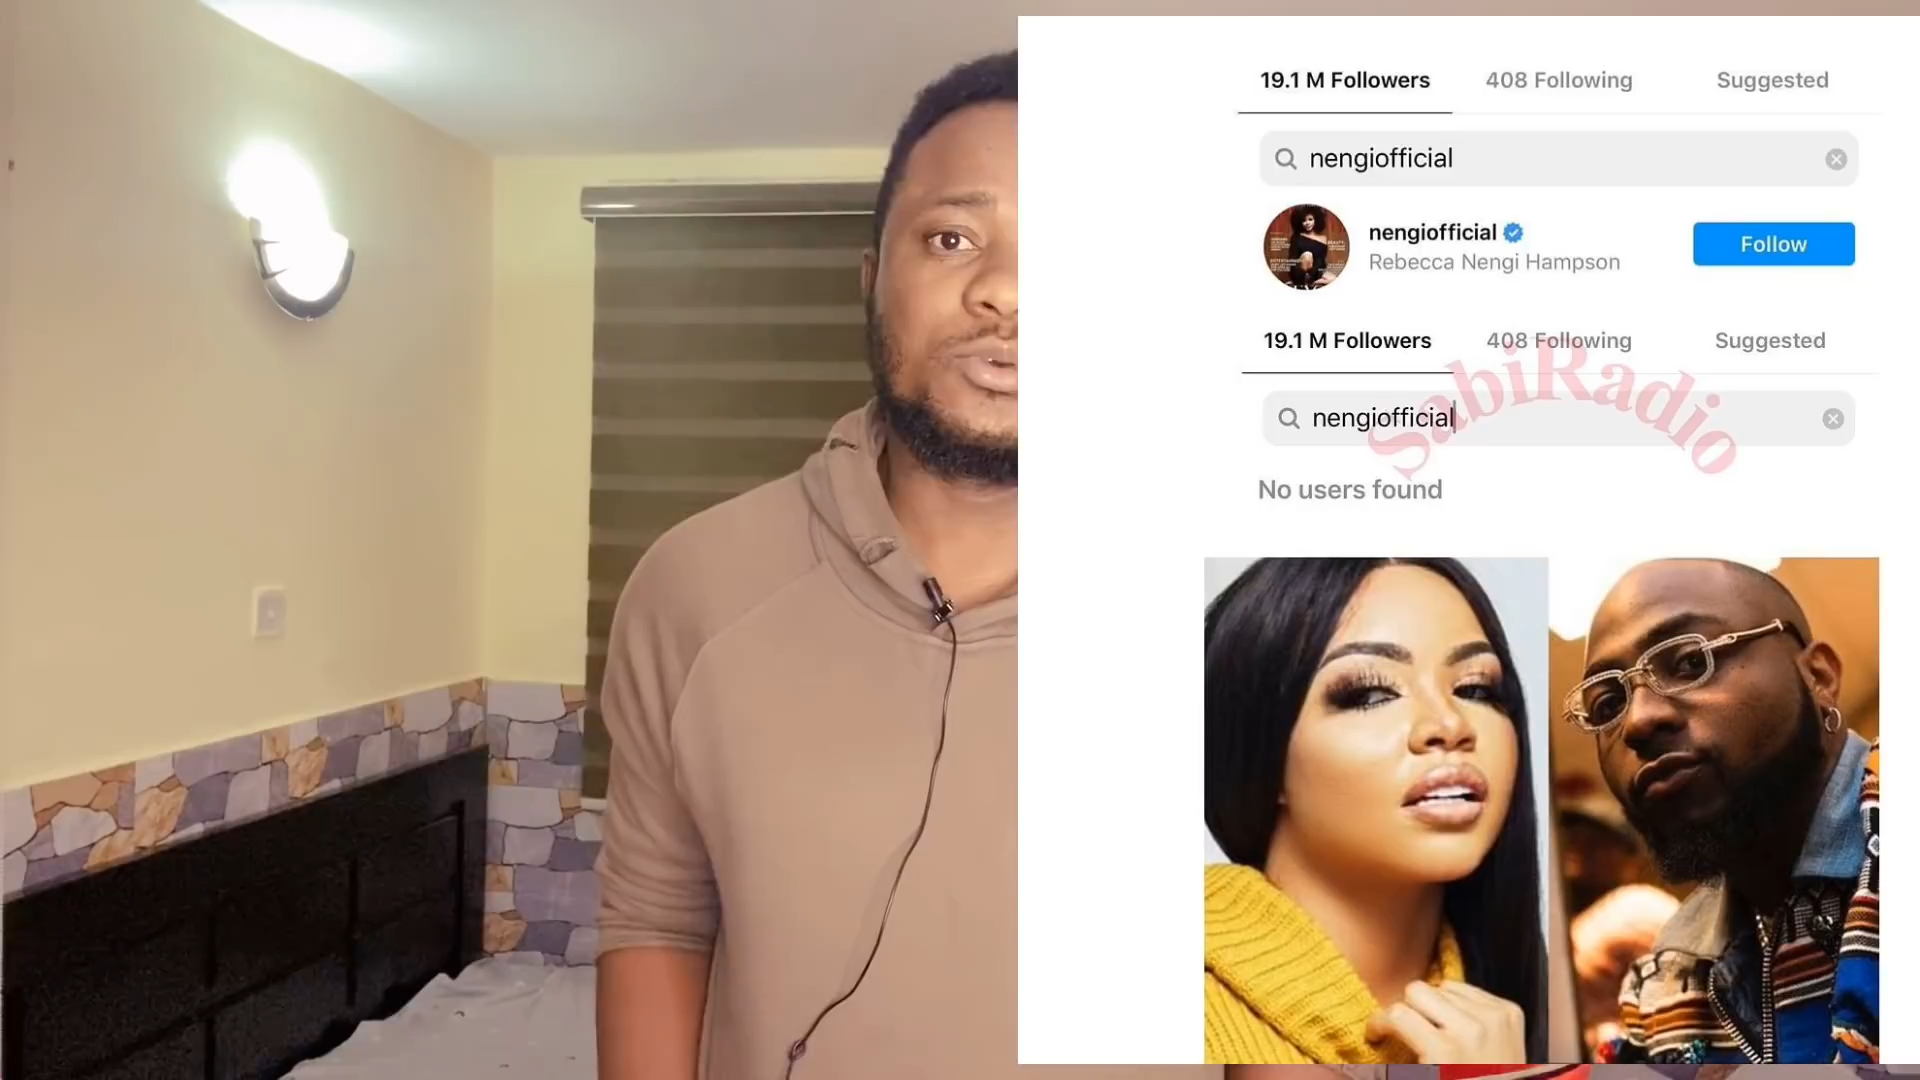 19.1 M Followers 408 Following Suggested
nengiofficial
nengiofficial
Rebecca Nengi Hampson
Follow
19.1 M Followers 408 Following Suggested
SabiRadio
nengiofficial
No users found